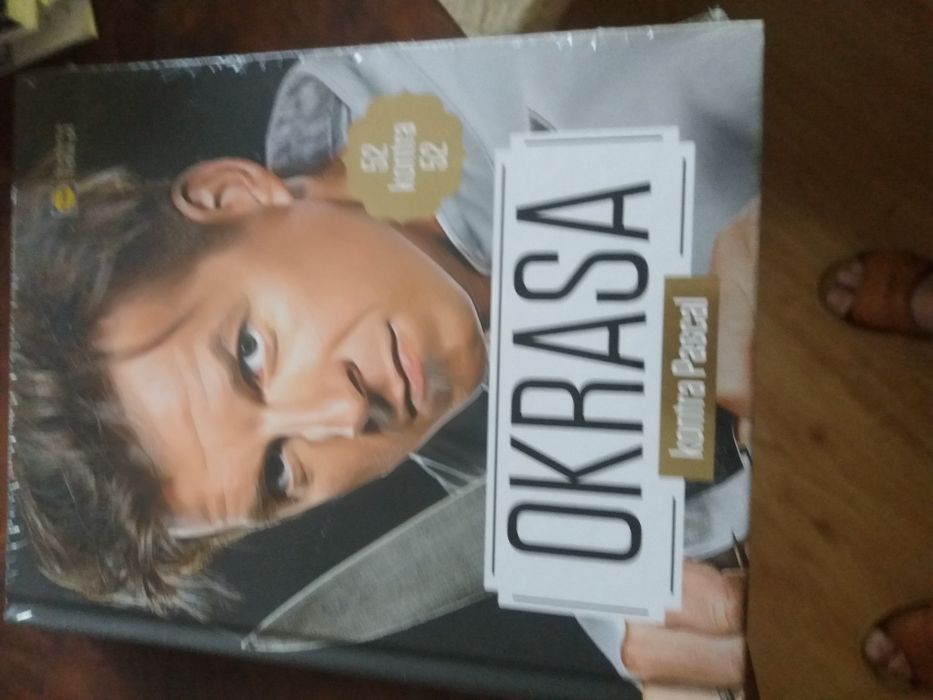 52
kontra
52
OKRASA
kontra Pascal